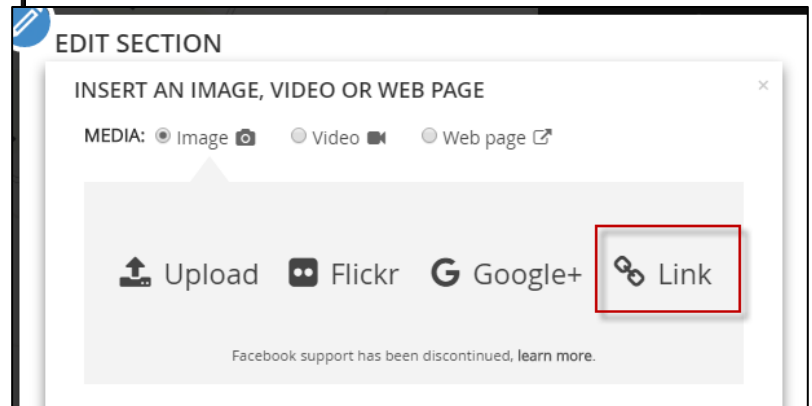 EDIT SECTION
INSERT AN IMAGE, VIDEO OR WEB PAGE ×
MEDIA: Image Video Web page
Upload Flickr G Google+ Link
Facebook support has been discontinued, learn more.